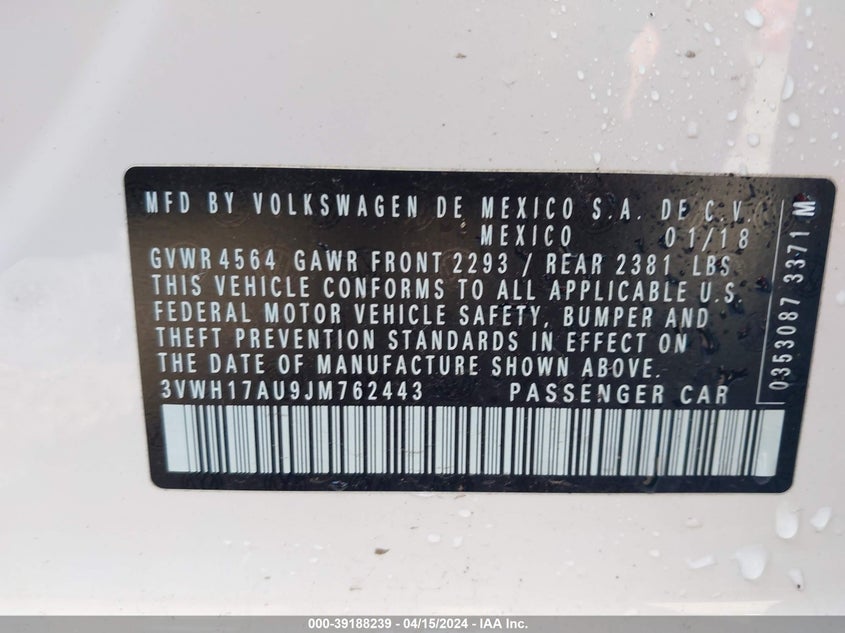 MFD BY VOLKSWAGEN DE MEXICO S.A. DE C.V.
MEXICO 01/18
GVWR 4564 GAWR FRONT 2293 / REAR 2381 LBS
THIS VEHICLE CONFORMS TO ALL APPLICABLE U.S.
FEDERAL MOTOR VEHICLE SAFETY, BUMPER AND
THEFT PREVENTION STANDARDS IN EFFECT ON
THE DATE OF MANUFACTURE SHOWN ABOVE.
3VWH17AU9JM762443 PASSENGER CAR
0353087 3371 M
000-39188239 - 04/15/2024 - IAA Inc.